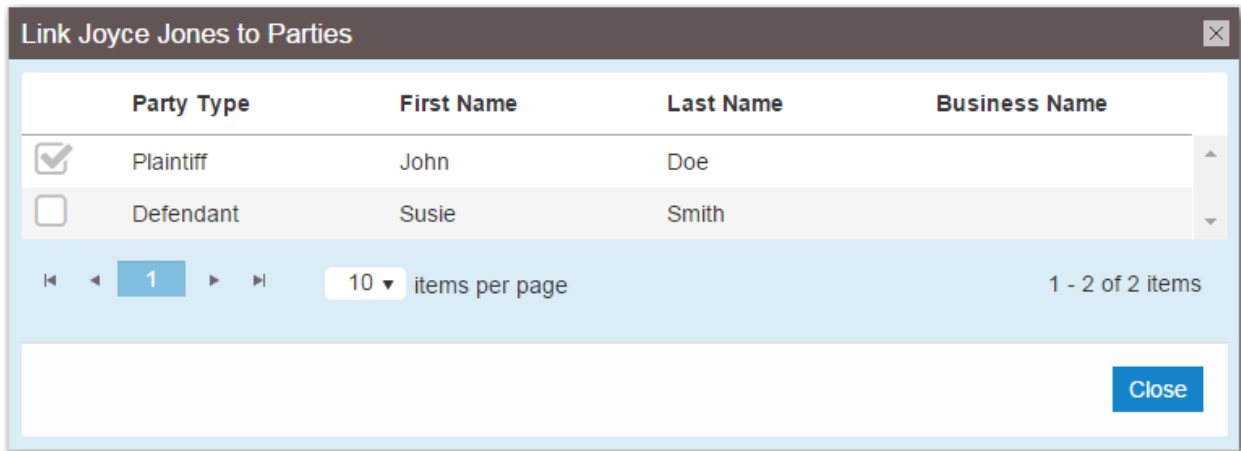 Link Joyce Jones to Parties
Party Type First Name Last Name Business Name
Plaintiff John Doe
Defendant Susie Smith
1 10 items per page 1 - 2 of 2 items
Close